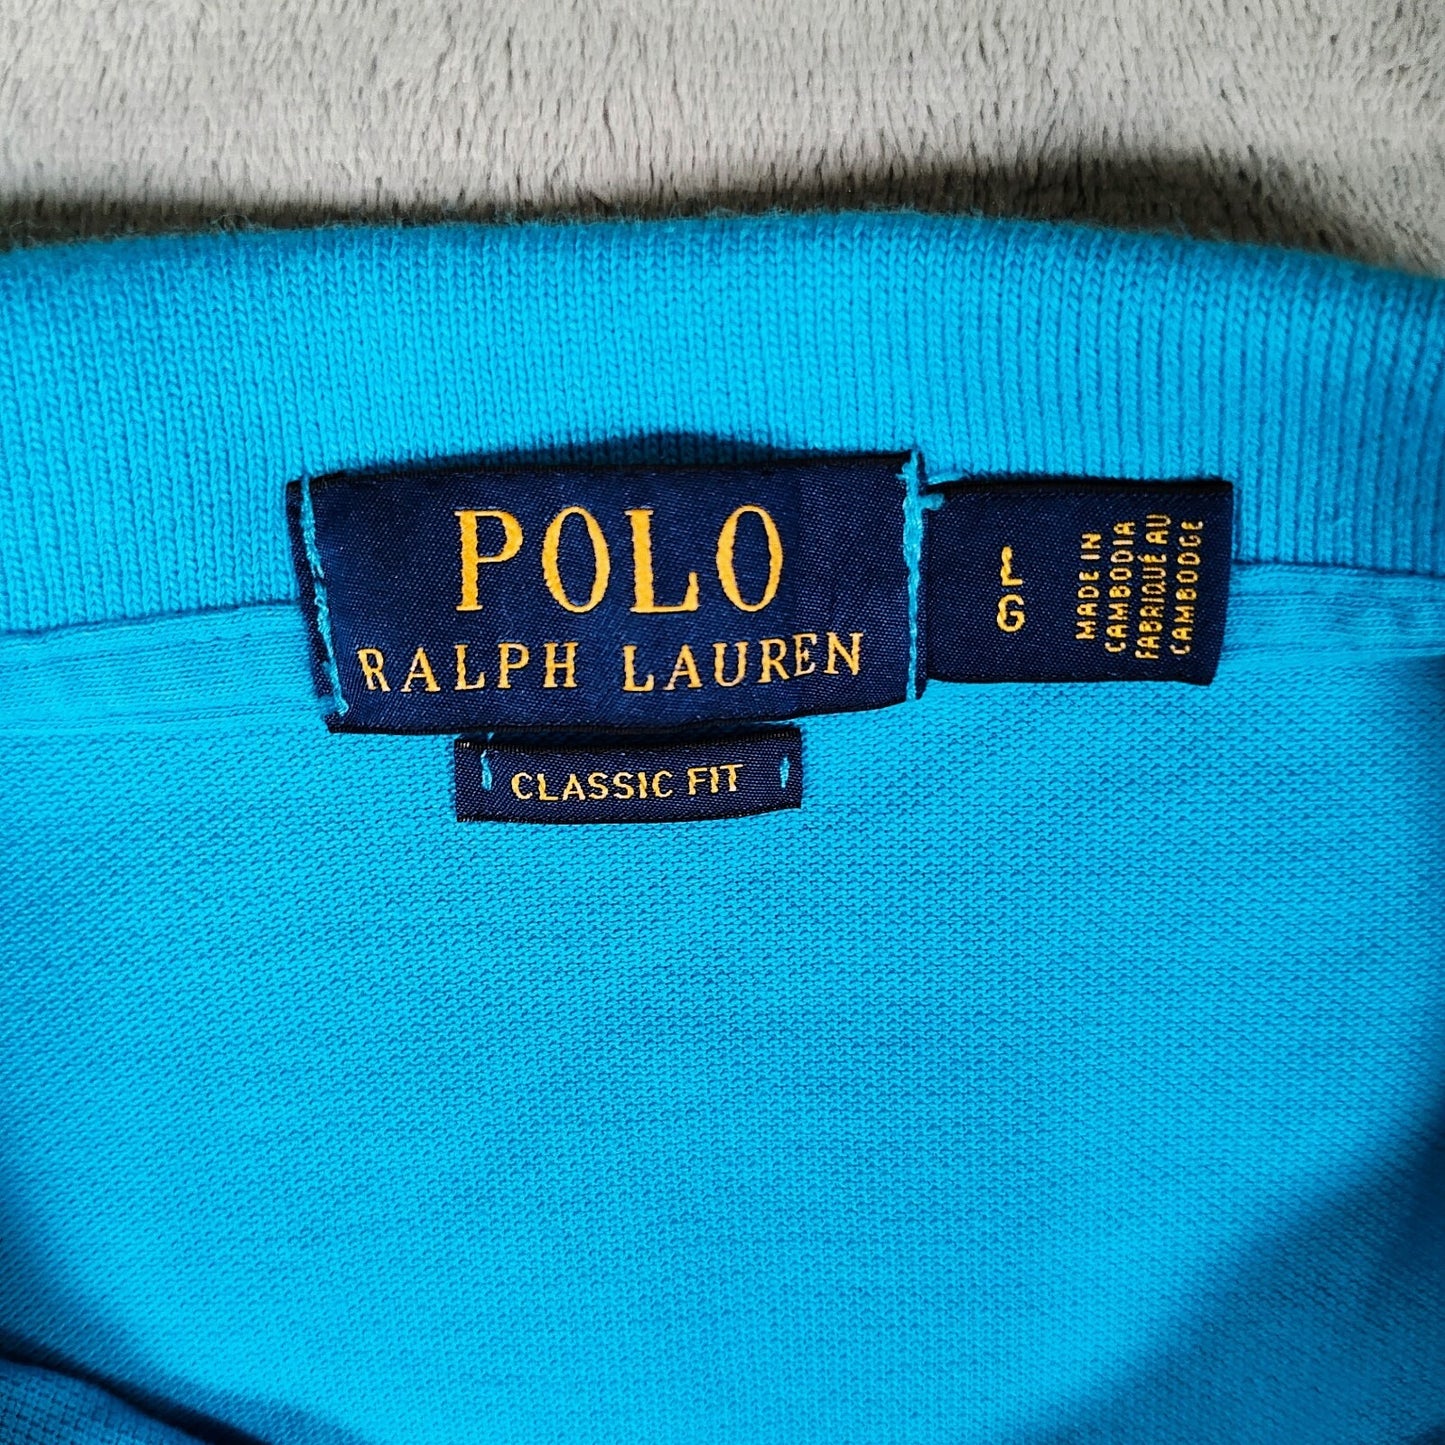 POLO
RALPH LAUREN
CLASSIC FIT
L
G
MADE IN
CAMBODIA
FABRIQUÉ AU
CAMBODGE